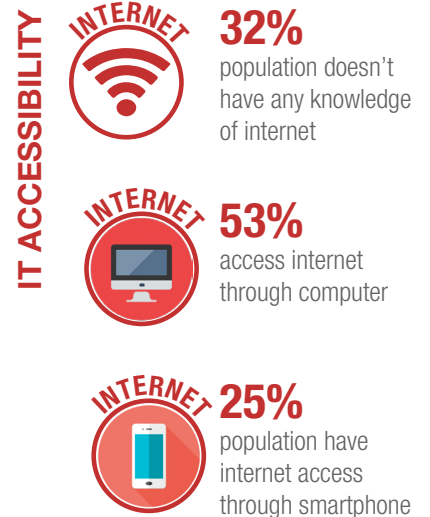 IT ACCESSIBILITY
INTERNET
32%
population doesn't
have any knowledge
of internet
INTERNET
53%
access internet
through computer
INTERNET
25%
population have
internet access
through smartphone